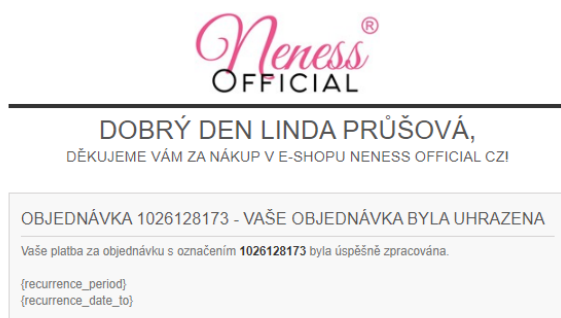 Neness®
OFFICIAL
DOBRÝ DEN LINDA PRŮŠOVÁ,
DĚKUJEME VÁM ZA NÁKUP V E-SHOPU NENESS OFFICIAL CZ!
OBJEDNÁVKA 1026128173 - VAŠE OBJEDNÁVKA BYLA UHRAZENA
Vaše platba za objednávku s označením 1026128173 byla úspěšně zpracována.
{recurrence_period}
{recurrence_date_to}